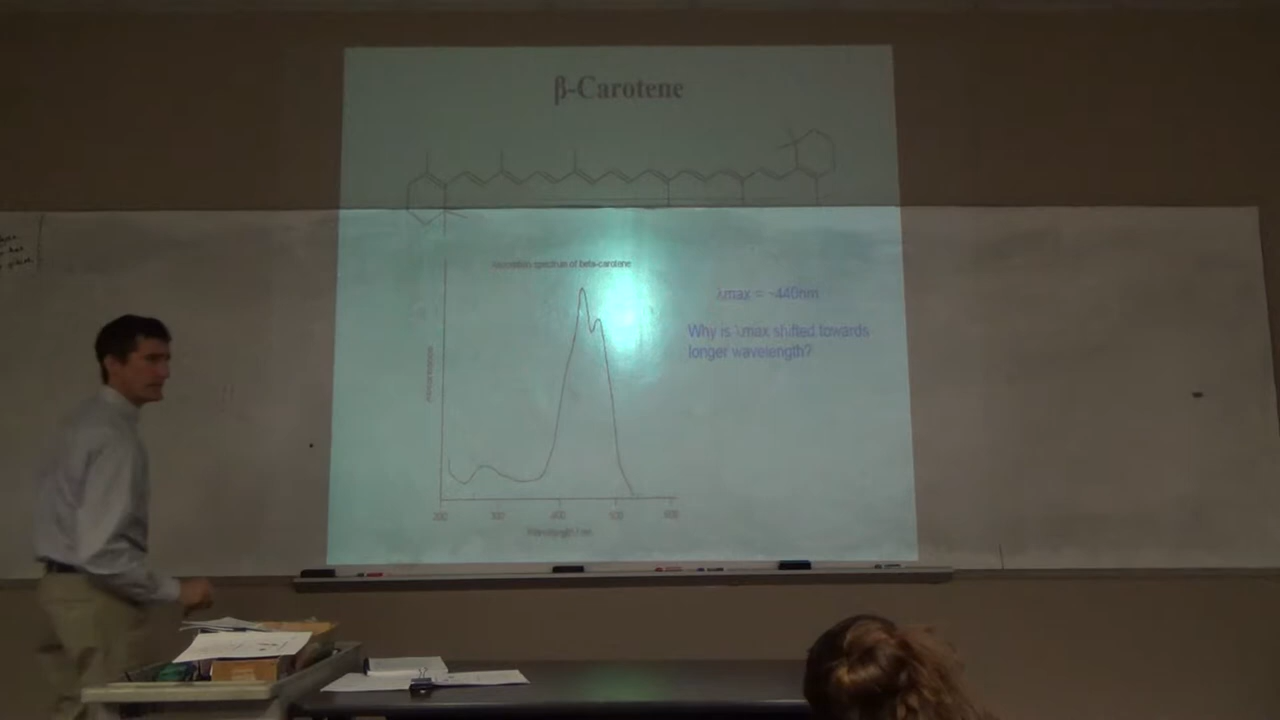 β-Carotene
Absorption spectrum of beta-carotene
λmax = ~440nm
Why is λmax shifted towards
longer wavelength?
200 300 400 500 600
Wavelength / nm